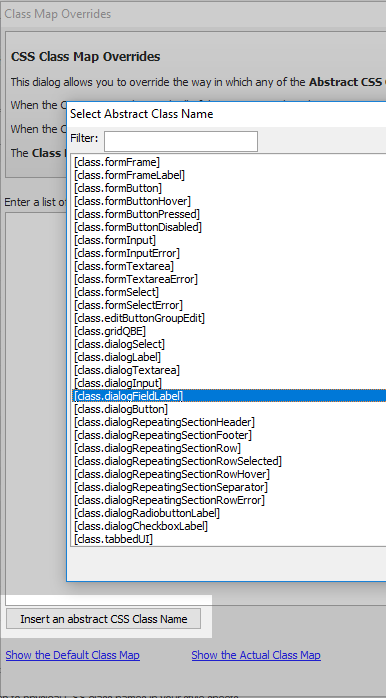 Class Map Overrides
CSS Class Map Overrides
This dialog allows you to override the way in which any of the Abstract CSS
When the C
When the C
The Class
Enter a list o
Select Abstract Class Name
Filter:
[class.formFrame]
[class.formFrameLabel]
[class.formButton]
[class.formButtonHover]
[class.formButtonPressed]
[class.formButtonDisabled]
[class.formInput]
[class.formInputError]
[class.formTextarea]
[class.formTextareaError]
[class.formSelect]
[class.formSelectError]
[class.editButtonGroupEdit]
[class.gridQBE]
[class.dialogSelect]
[class.dialogLabel]
[class.dialogTextarea]
[class.dialogInput]
[class.dialogFieldLabel]
[class.dialogButton]
[class.dialogRepeatingSectionHeader]
[class.dialogRepeatingSectionFooter]
[class.dialogRepeatingSectionRow]
[class.dialogRepeatingSectionRowSelected]
[class.dialogRepeatingSectionRowHover]
[class.dialogRepeatingSectionSeparator]
[class.dialogRepeatingSectionRowError]
[class.dialogRadiobuttonLabel]
[class.dialogCheckboxLabel]
[class.tabbedUI]
Insert an abstract CSS Class Name
Show the Default Class Map
Show the Actual Class Map